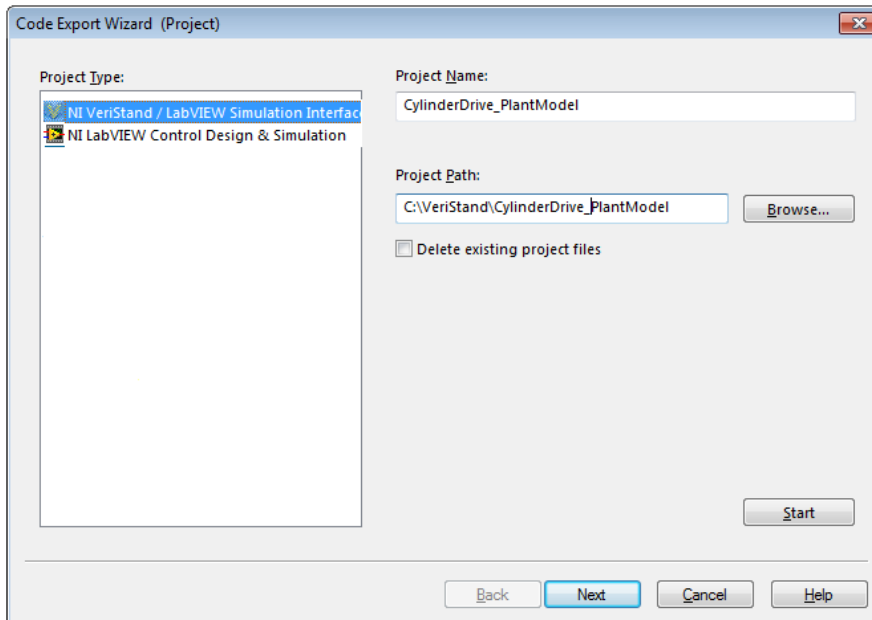 Code Export Wizard (Project)
Project Type:
NI VeriStand / LabVIEW Simulation Interfac
NI LabVIEW Control Design & Simulation
Project Name:
CylinderDrive_PlantModel
Project Path:
C:\VeriStand\CylinderDrive_PlantModel
Browse...
Delete existing project files
Start
Back Next Cancel Help